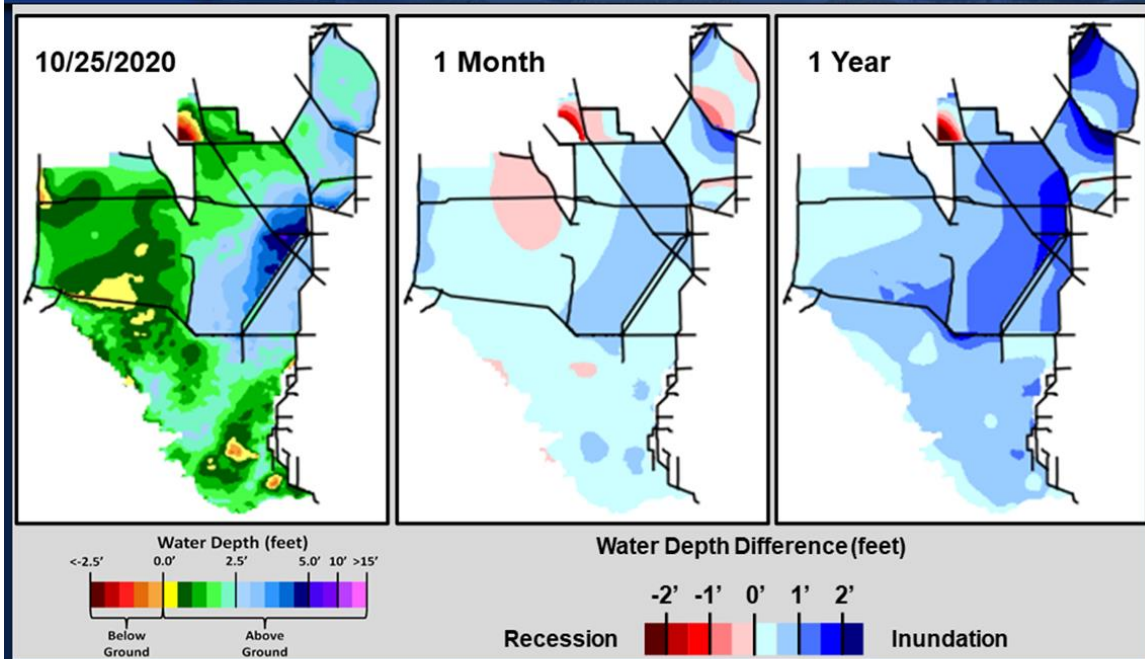 10/25/2020
1 Month
1 Year
Water Depth (feet)
<-2.5' 0.0' 2.5' 5.0' 10' >15'
Below
Ground
Above
Ground
Water Depth Difference (feet)
-2' -1' 0' 1' 2'
Recession
Inundation